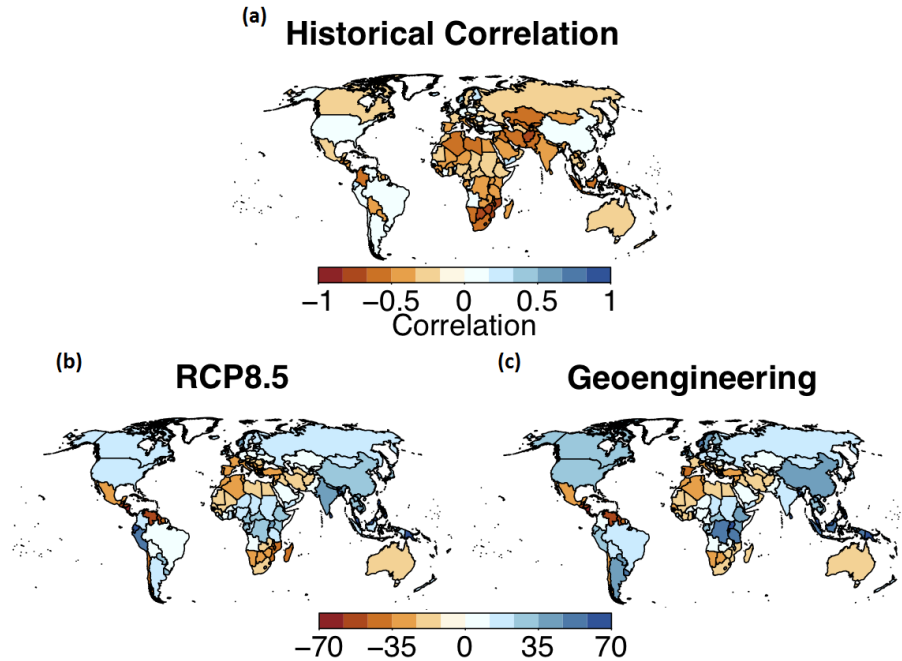 (a)
Historical Correlation
−1 −0.5 0 0.5 1
Correlation
(b)
RCP8.5
(c)
Geoengineering
−70 −35 0 35 70